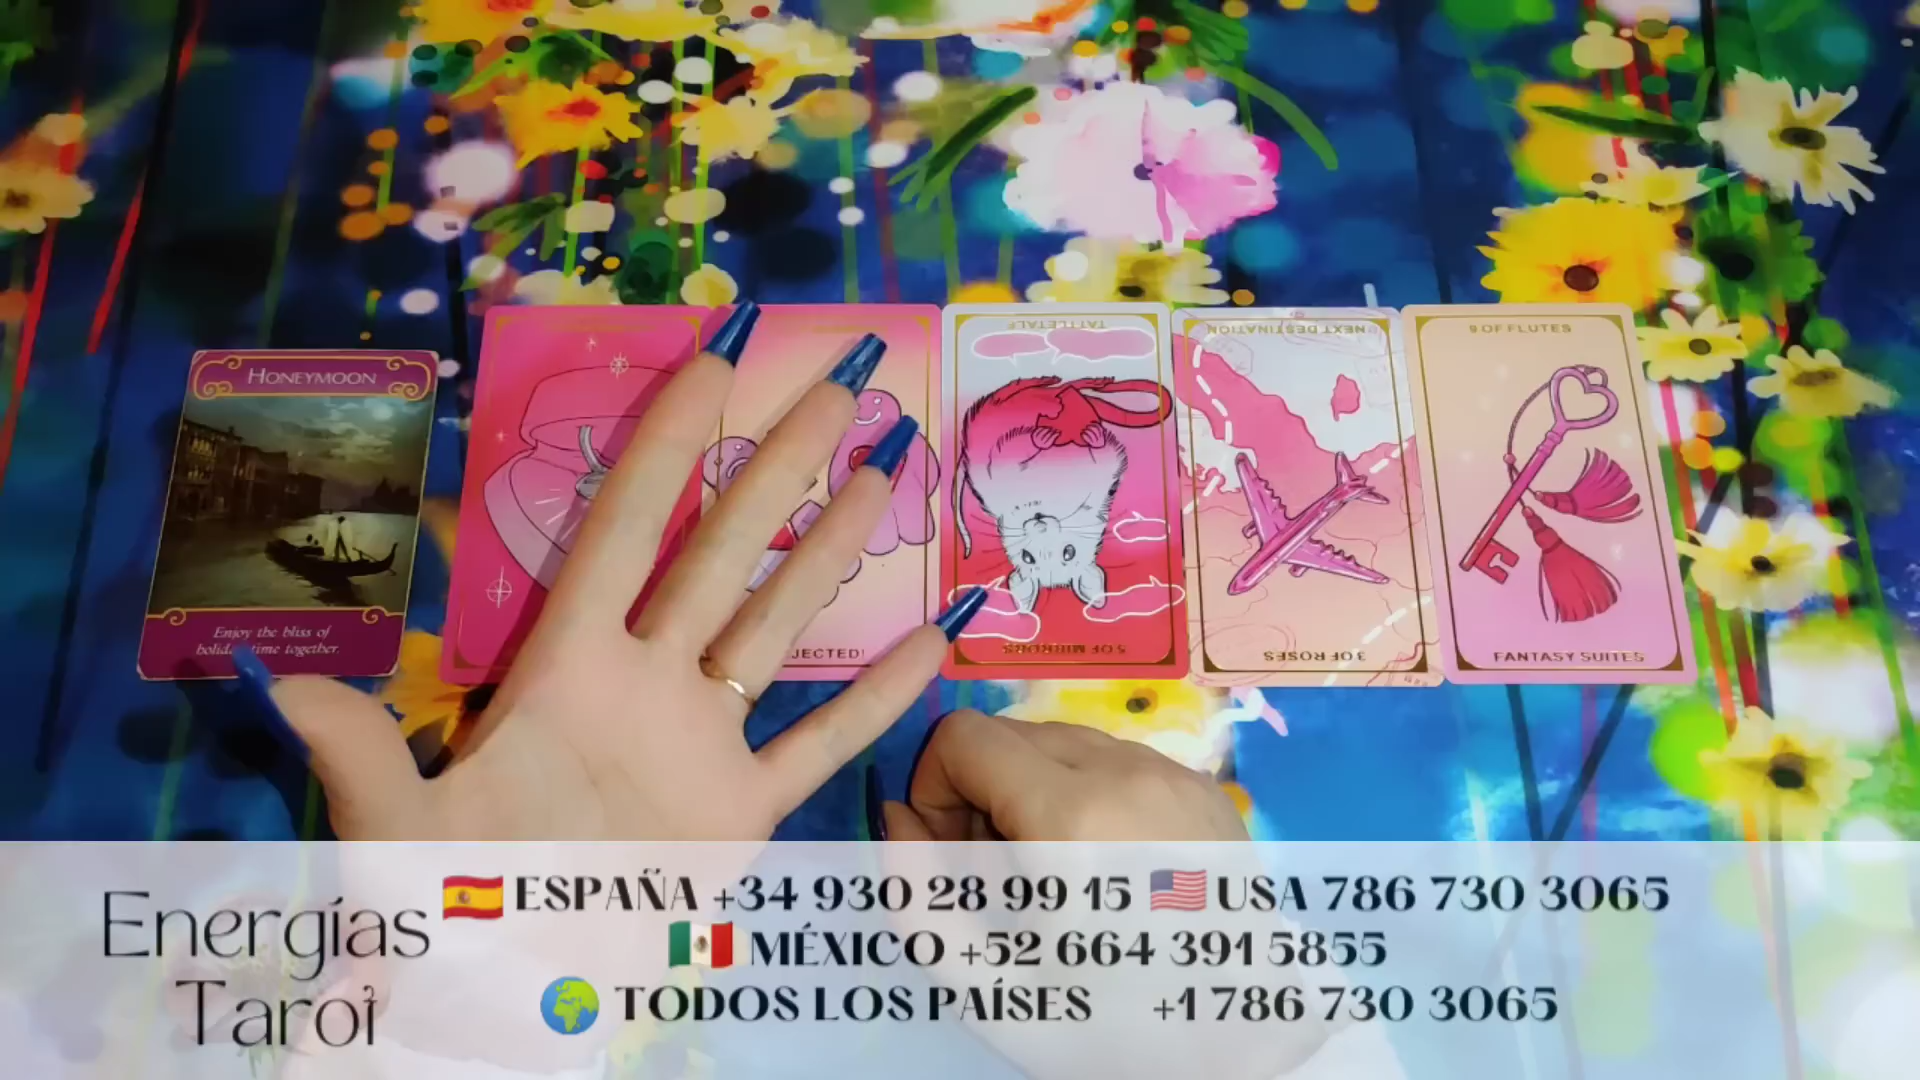 HONEYMOON
Enjoy the bliss of
holiday time together.
JECTED!
TATTLETALE
5 OF MIRRORS
NEXT DESTINATION
3 OF ROSES
9 OF FLUTES
FANTASY SUITES
Energías
Tarot
ESPAÑA +34 930 28 99 15 USA 786 730 3065
MÉXICO +52 664 391 5855
TODOS LOS PAÍSES +1 786 730 3065